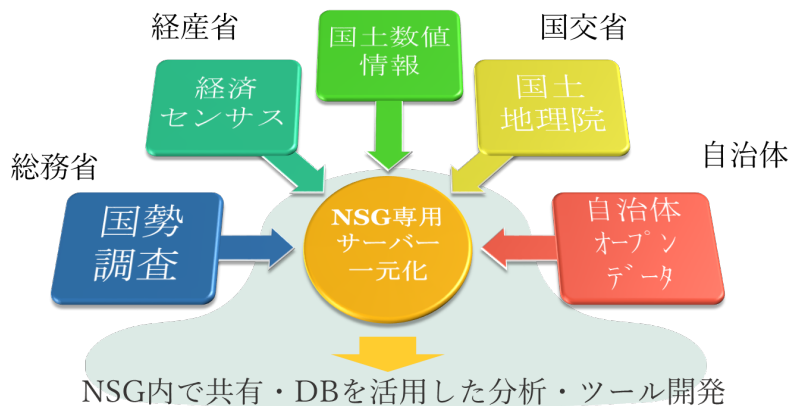 経産省
国土数値
情報
国交省
経済
センサス
国土
地理院
総務省
自治体
国勢
調査
NSG専用
サーバー
一元化
自治体
ｵｰﾌﾟﾝ
ﾃﾞｰﾀ
NSG内で共有・DBを活用した分析・ツール開発